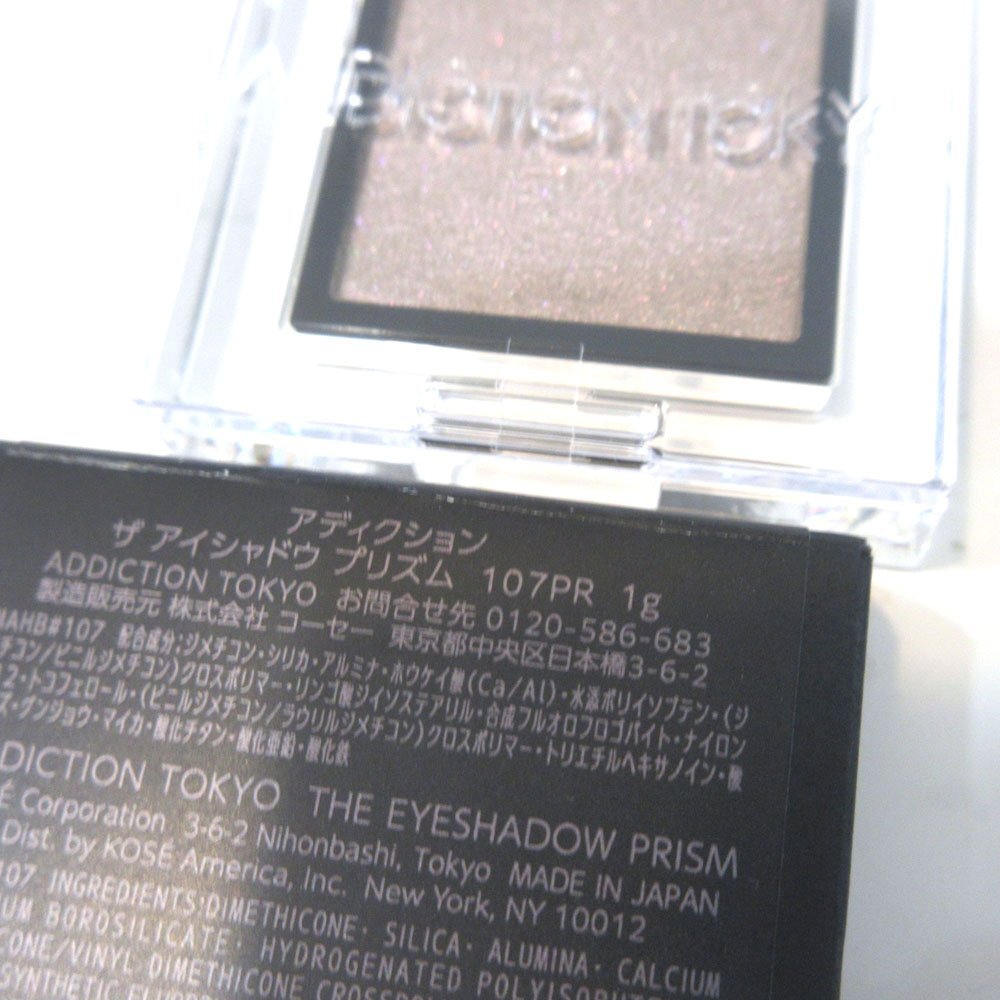 アディクション
ザ アイシャドウ プリズム 107PR 1g
ADDICTION TOKYO お問合せ先 0120-586-683
製造販売元 株式会社 コーセー 東京都中央区日本橋3-6-2
AHB#107 配合成分:ジメチコン・シリカ・アルミナ・ホウケイ酸(Ca/Al)・水添ポリイソブテン・(ジ
チコン/ビニルジメチコン)クロスポリマー・リンゴ酸ジイソステアリル・合成フルオロフロゴパイト・ナイロン
2・トコフェロール・(ビニルジメチコン/ラウリルジメチコン)クロスポリマー・トリエチルヘキサノイン・酸
ズ・グンジョウ・マイカ・酸化チタン・酸化亜鉛・酸化鉄
DICTION TOKYO THE EYESHADOW PRISM
É Corporation 3-6-2 Nihonbashi, Tokyo MADE IN JAPAN
Dist. by KOSÉ America, Inc. New York, NY 10012
107 INGREDIENTS:DIMETHICONE· SILICA· ALUMINA· CALCIUM
UM BOROSILICATE· HYDROGENATED POLYISOBUTE
CONE/VINYL DIMETHICONE CROSSPO
SYNTHETIC